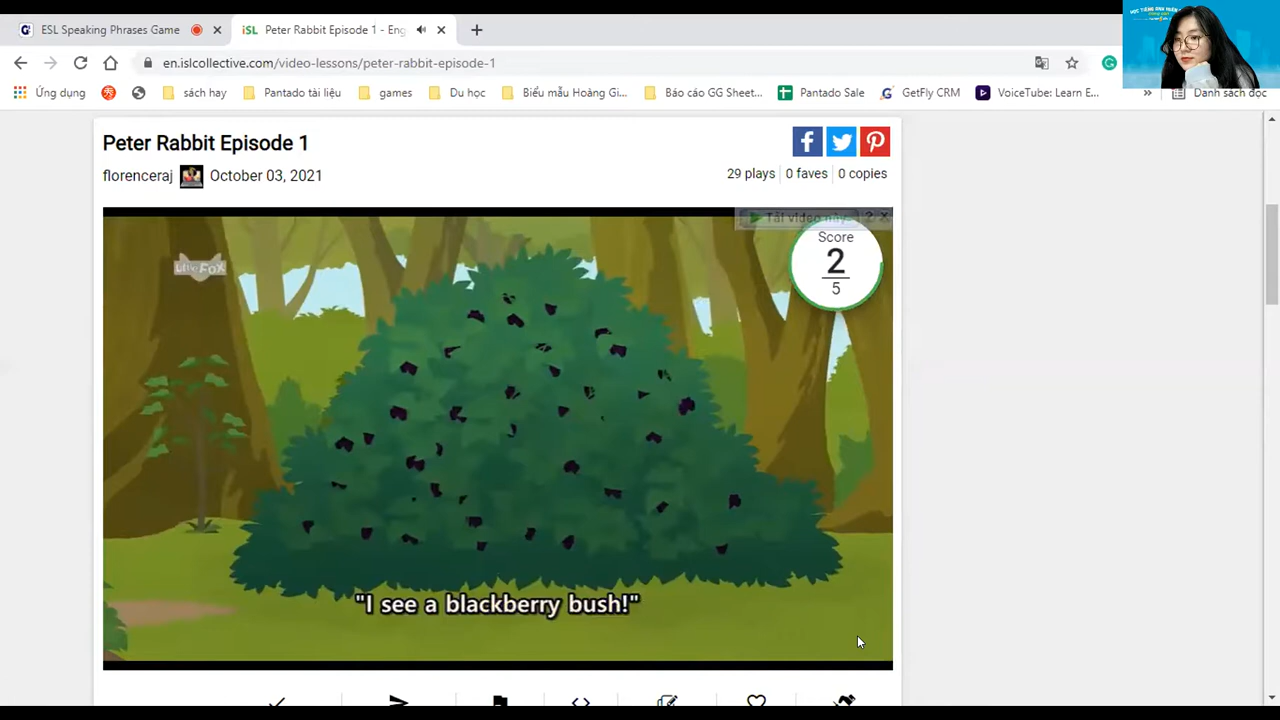 ESL Speaking Phrases Game
iSL Peter Rabbit Episode 1 - Eng
en.islcollective.com/video-lessons/peter-rabbit-episode-1
Ứng dụng
sách hay
Pantado tài liệu
games
Du học
Biểu mẫu Hoàng Gi...
Báo cáo GG Sheet...
Pantado Sale
GetFly CRM
VoiceTube: Learn E...
»
Danh sách đọc
Peter Rabbit Episode 1
florenceraj
October 03, 2021
29 plays
0 faves
0 copies
Tải video này
?
Score
2
5
"I see a blackberry bush!"